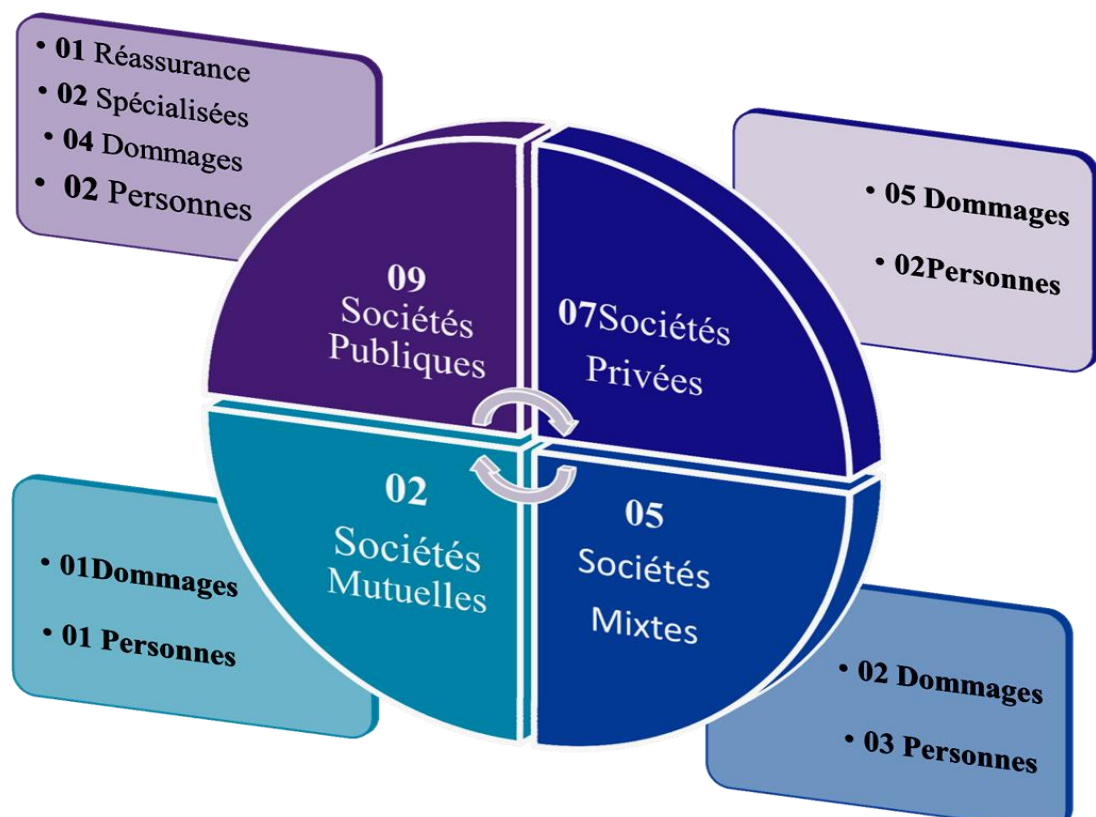 • 01 Réassurance
• 02 Spécialisées
• 04 Dommages
• 02 Personnes
• 05 Dommages
• 02Personnes
09
Sociétés
Publiques
07Sociétés
Privées
02
Sociétés
Mutuelles
05
Sociétés
Mixtes
• 01Dommages
• 01 Personnes
• 02 Dommages
• 03 Personnes